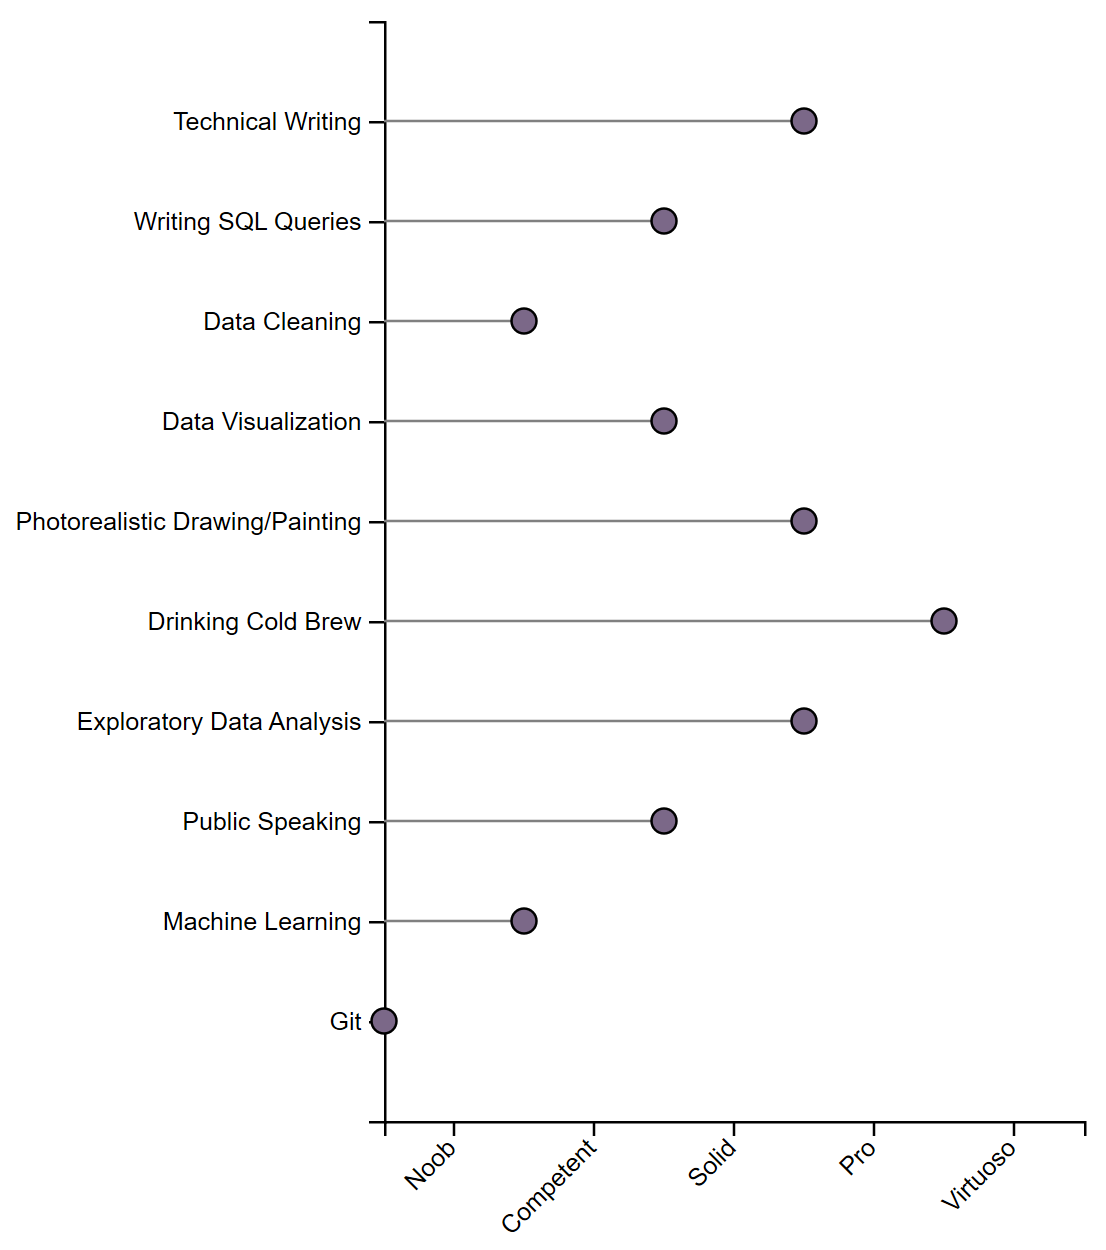 Technical Writing
Writing SQL Queries
Data Cleaning
Data Visualization
Photorealistic Drawing/Painting
Drinking Cold Brew
Exploratory Data Analysis
Public Speaking
Machine Learning
Git
Noob
Competent
Solid
Pro
Virtuoso